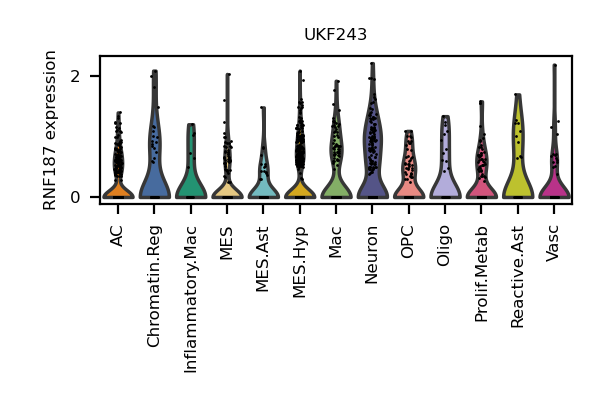 UKF243
RNF187 expression
2
0
AC
Chromatin.Reg
Inflammatory.Mac
MES
MES.Ast
MES.Hyp
Mac
Neuron
OPC
Oligo
Prolif.Metab
Reactive.Ast
Vasc